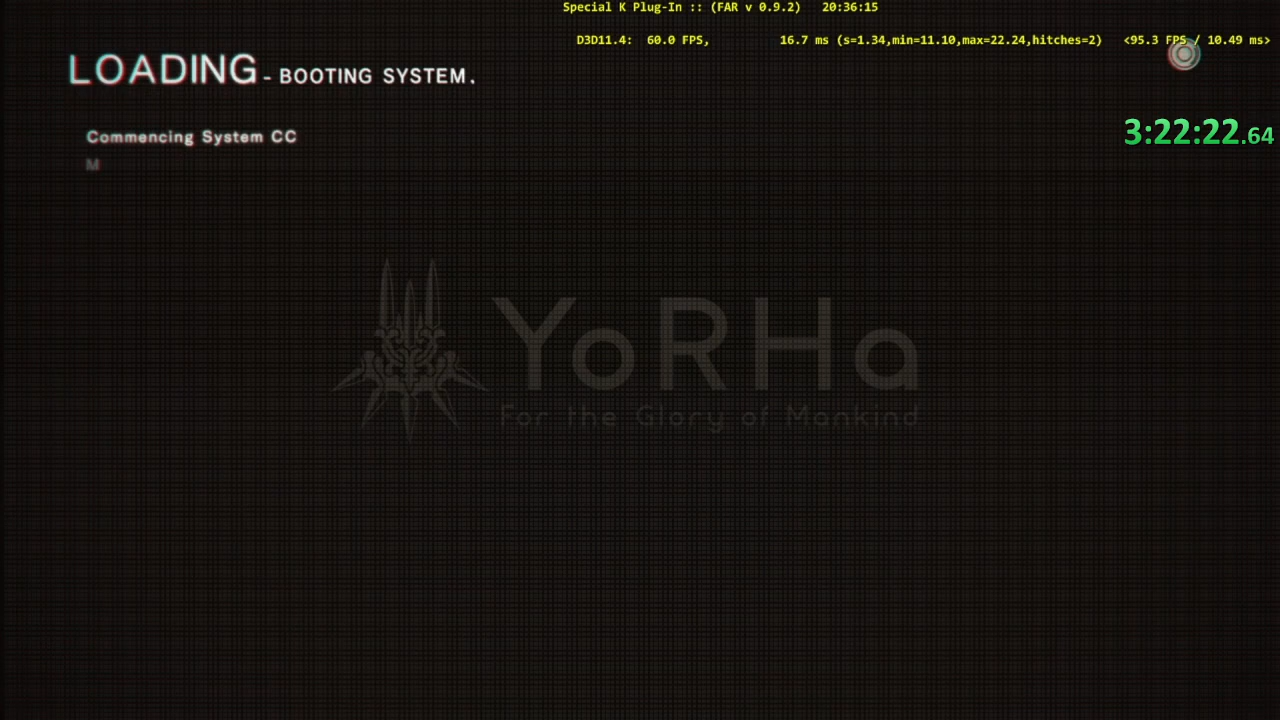 Special K Plug-In :: (FAR v 0.9.2)   20:36:15
D3D11.4:  60.0 FPS,          16.7 ms (s=1.34,min=11.10,max=22.24,hitches=2)   <95.3 FPS / 10.49 ms>
LOADING - BOOTING SYSTEM.
3:22:22.64
Commencing System CC
M
YoRHa
For the Glory of Mankind